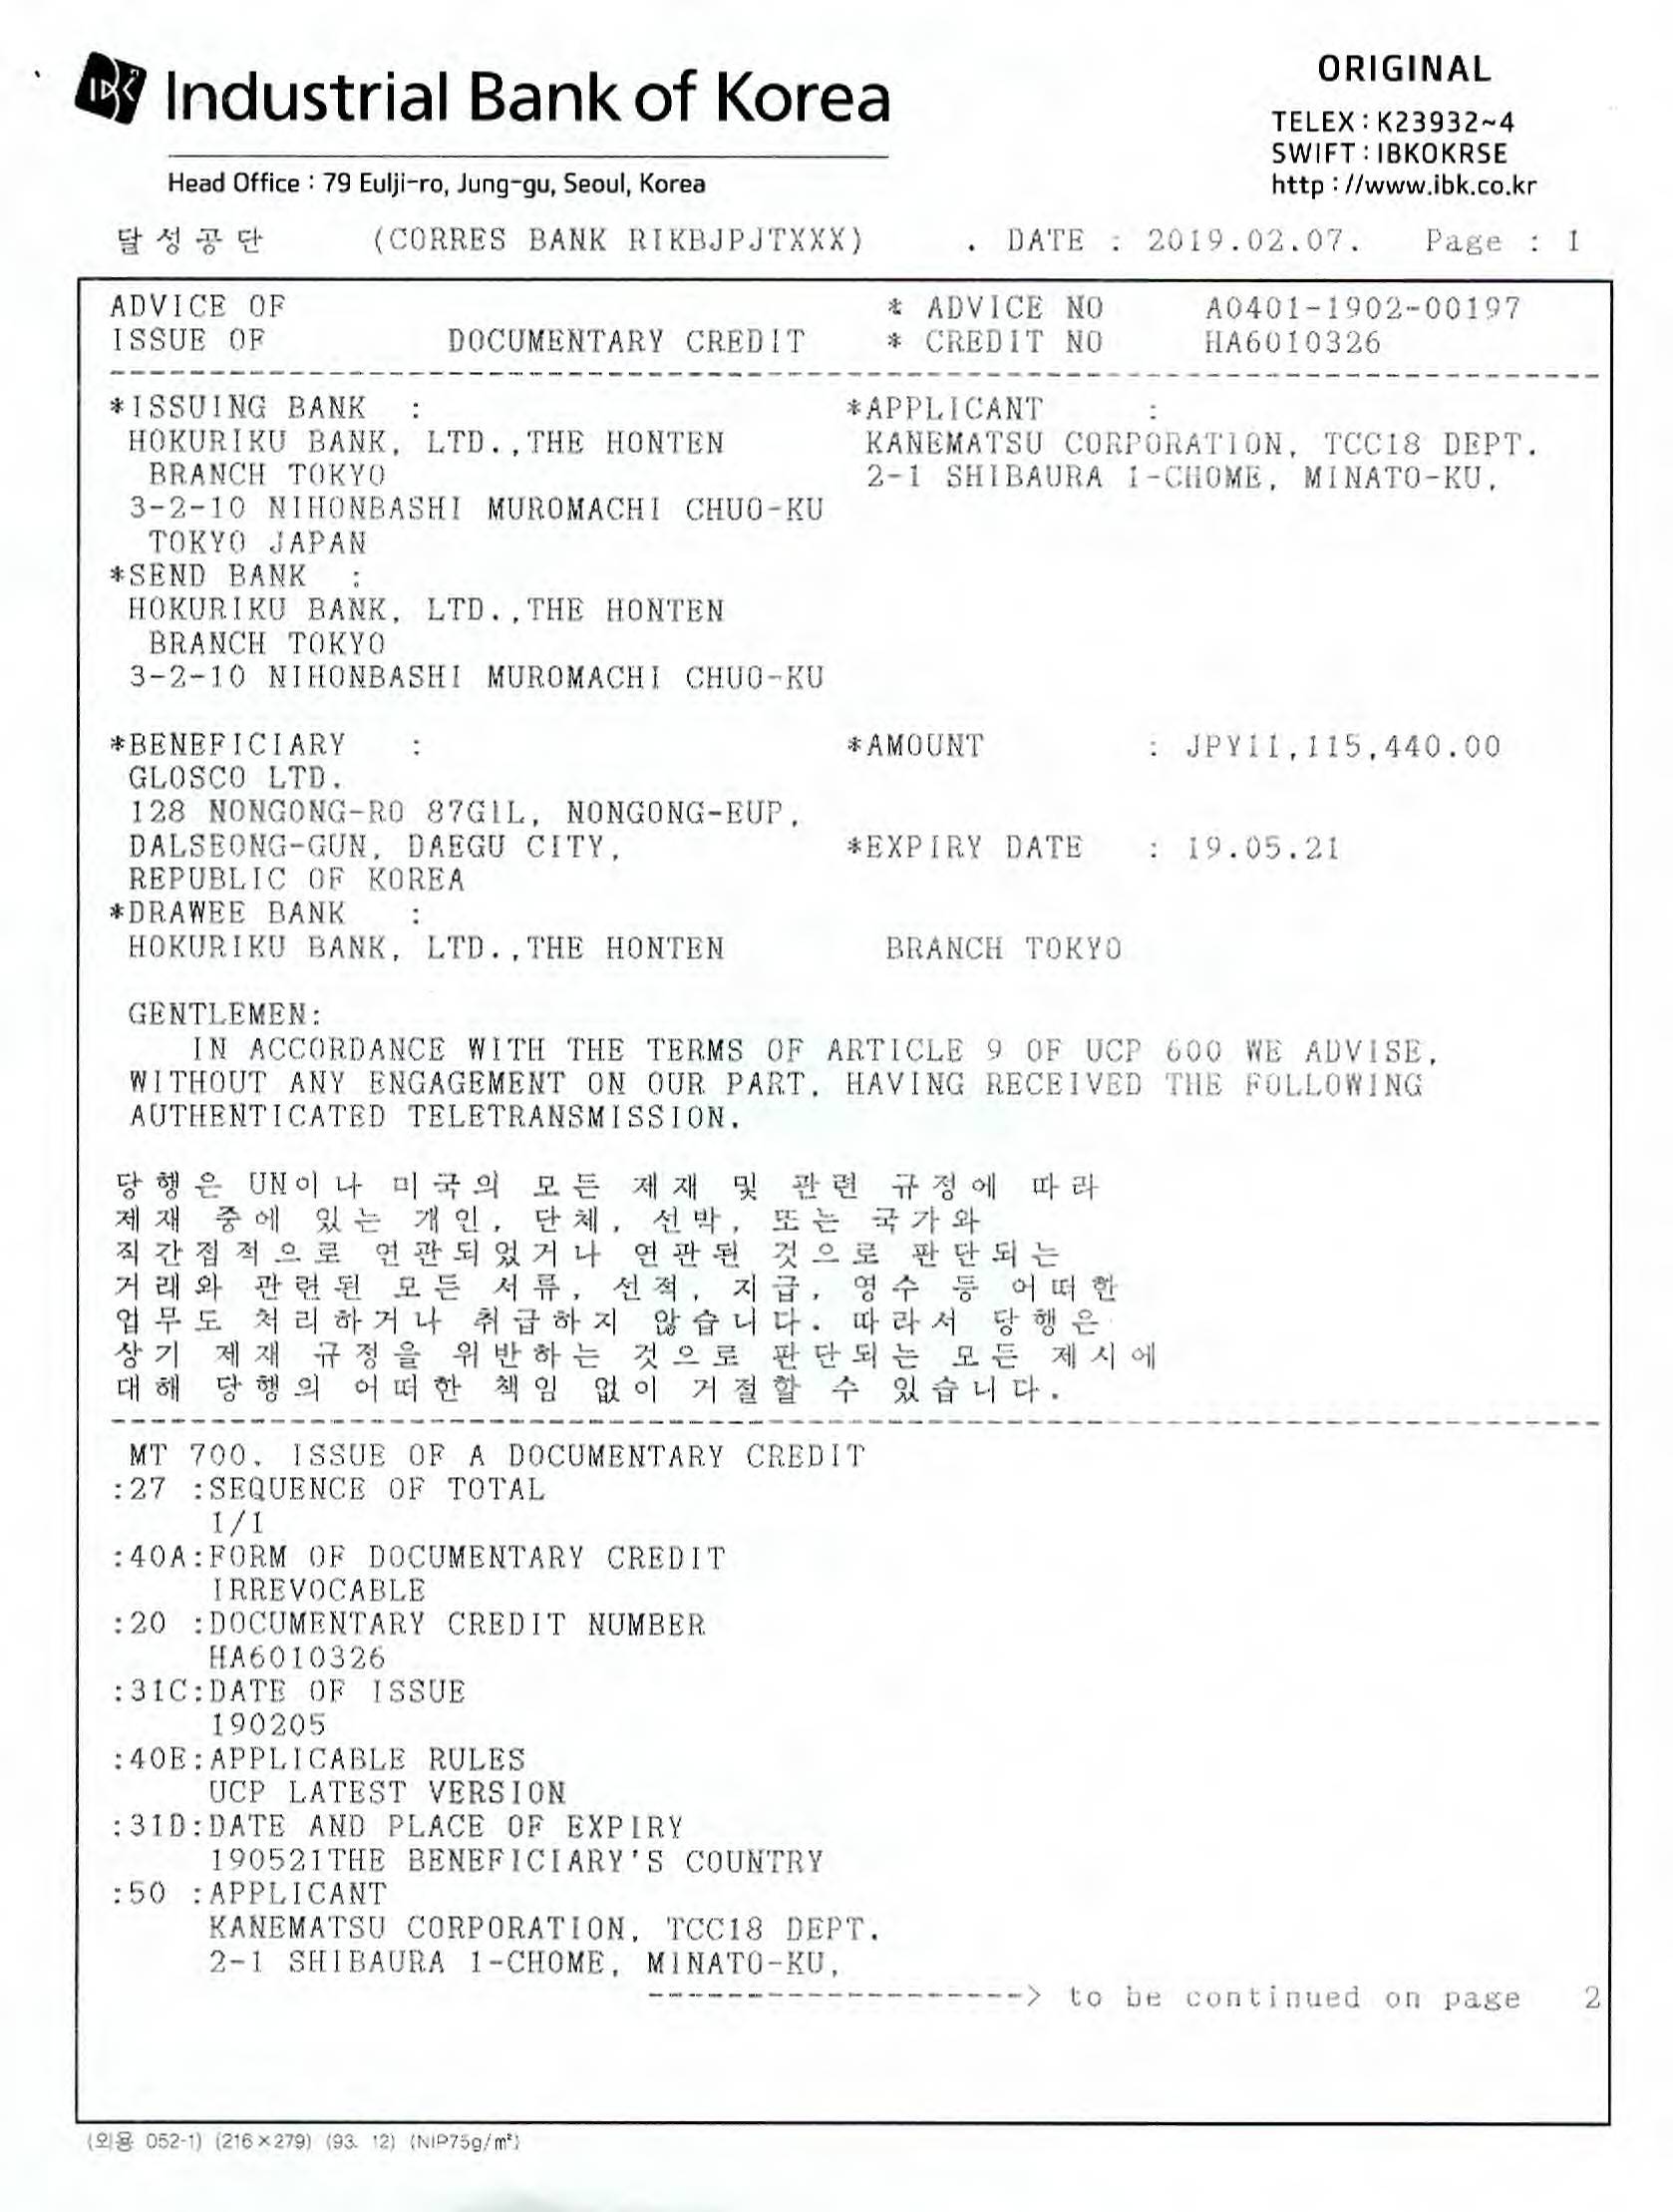 IBK Industrial Bank of Korea
ORIGINAL
TELEX : K23932~4
SWIFT : IBKOKRSE
http : //www.ibk.co.kr
Head Office : 79 Eulji-ro, Jung-gu, Seoul, Korea
달성공단 (CORRES BANK RIKBJPJTXXX) . DATE : 2019.02.07. Page : 1
ADVICE OF * ADVICE NO A0401-1902-00197
ISSUE OF DOCUMENTARY CREDIT * CREDIT NO HA6010326
*ISSUING BANK : *APPLICANT :
HOKURIKU BANK, LTD.,THE HONTEN KANEMATSU CORPORATION, TCC18 DEPT.
BRANCH TOKYO 2-1 SHIBAURA 1-CHOME, MINATO-KU,
3-2-10 NIHONBASHI MUROMACHI CHUO-KU
TOKYO JAPAN
*SEND BANK :
HOKURIKU BANK, LTD.,THE HONTEN
BRANCH TOKYO
3-2-10 NIHONBASHI MUROMACHI CHUO-KU
*BENEFICIARY : *AMOUNT : JPY11,115,440.00
GLOSCO LTD.
128 NONGONG-RO 87GIL, NONGONG-EUP,
DALSEONG-GUN, DAEGU CITY, *EXPIRY DATE : 19.05.21
REPUBLIC OF KOREA
*DRAWEE BANK :
HOKURIKU BANK, LTD.,THE HONTEN BRANCH TOKYO
GENTLEMEN:
IN ACCORDANCE WITH THE TERMS OF ARTICLE 9 OF UCP 600 WE ADVISE,
WITHOUT ANY ENGAGEMENT ON OUR PART, HAVING RECEIVED THE FOLLOWING
AUTHENTICATED TELETRANSMISSION.
당행은 UN이나 미국의 모든 제재 및 관련 규정에 따라
제재 중에 있는 개인, 단체, 선박, 또는 국가와
직간접적으로 연관되었거나 연관된 것으로 판단되는
거래와 관련된 모든 서류, 선적, 지급, 영수 등 어떠한
업무도 처리하거나 취급하지 않습니다. 따라서 당행은
상기 제재 규정을 위반하는 것으로 판단되는 모든 제시에
대해 당행의 어떠한 책임 없이 거절할 수 있습니다.
MT 700. ISSUE OF A DOCUMENTARY CREDIT
:27 :SEQUENCE OF TOTAL
1/1
:40A:FORM OF DOCUMENTARY CREDIT
IRREVOCABLE
:20 :DOCUMENTARY CREDIT NUMBER
HA6010326
:31C:DATE OF ISSUE
190205
:40E:APPLICABLE RULES
UCP LATEST VERSION
:31D:DATE AND PLACE OF EXPIRY
190521THE BENEFICIARY'S COUNTRY
:50 :APPLICANT
KANEMATSU CORPORATION, TCC18 DEPT.
2-1 SHIBAURA 1-CHOME, MINATO-KU,
-------------------> to be continued on page 2
(외용 052-1) (216×279) (93. 12) (NIP75g/m²)